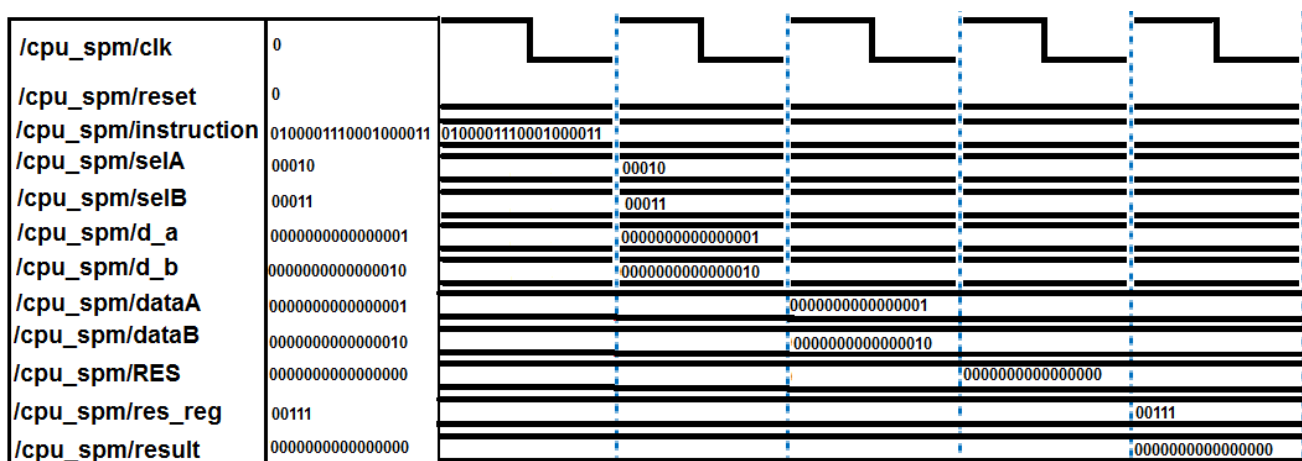 /cpu_spm/clk 0
/cpu_spm/reset 0
/cpu_spm/instruction 0100001110001000011 0100001110001000011
/cpu_spm/selA 00010 00010
/cpu_spm/selB 00011 00011
/cpu_spm/d_a 0000000000000001 0000000000000001
/cpu_spm/d_b 0000000000000010 0000000000000010
/cpu_spm/dataA 0000000000000001 0000000000000001
/cpu_spm/dataB 0000000000000010 0000000000000010
/cpu_spm/RES 0000000000000000 0000000000000000
/cpu_spm/res_reg 00111 00111
/cpu_spm/result 0000000000000000 0000000000000000